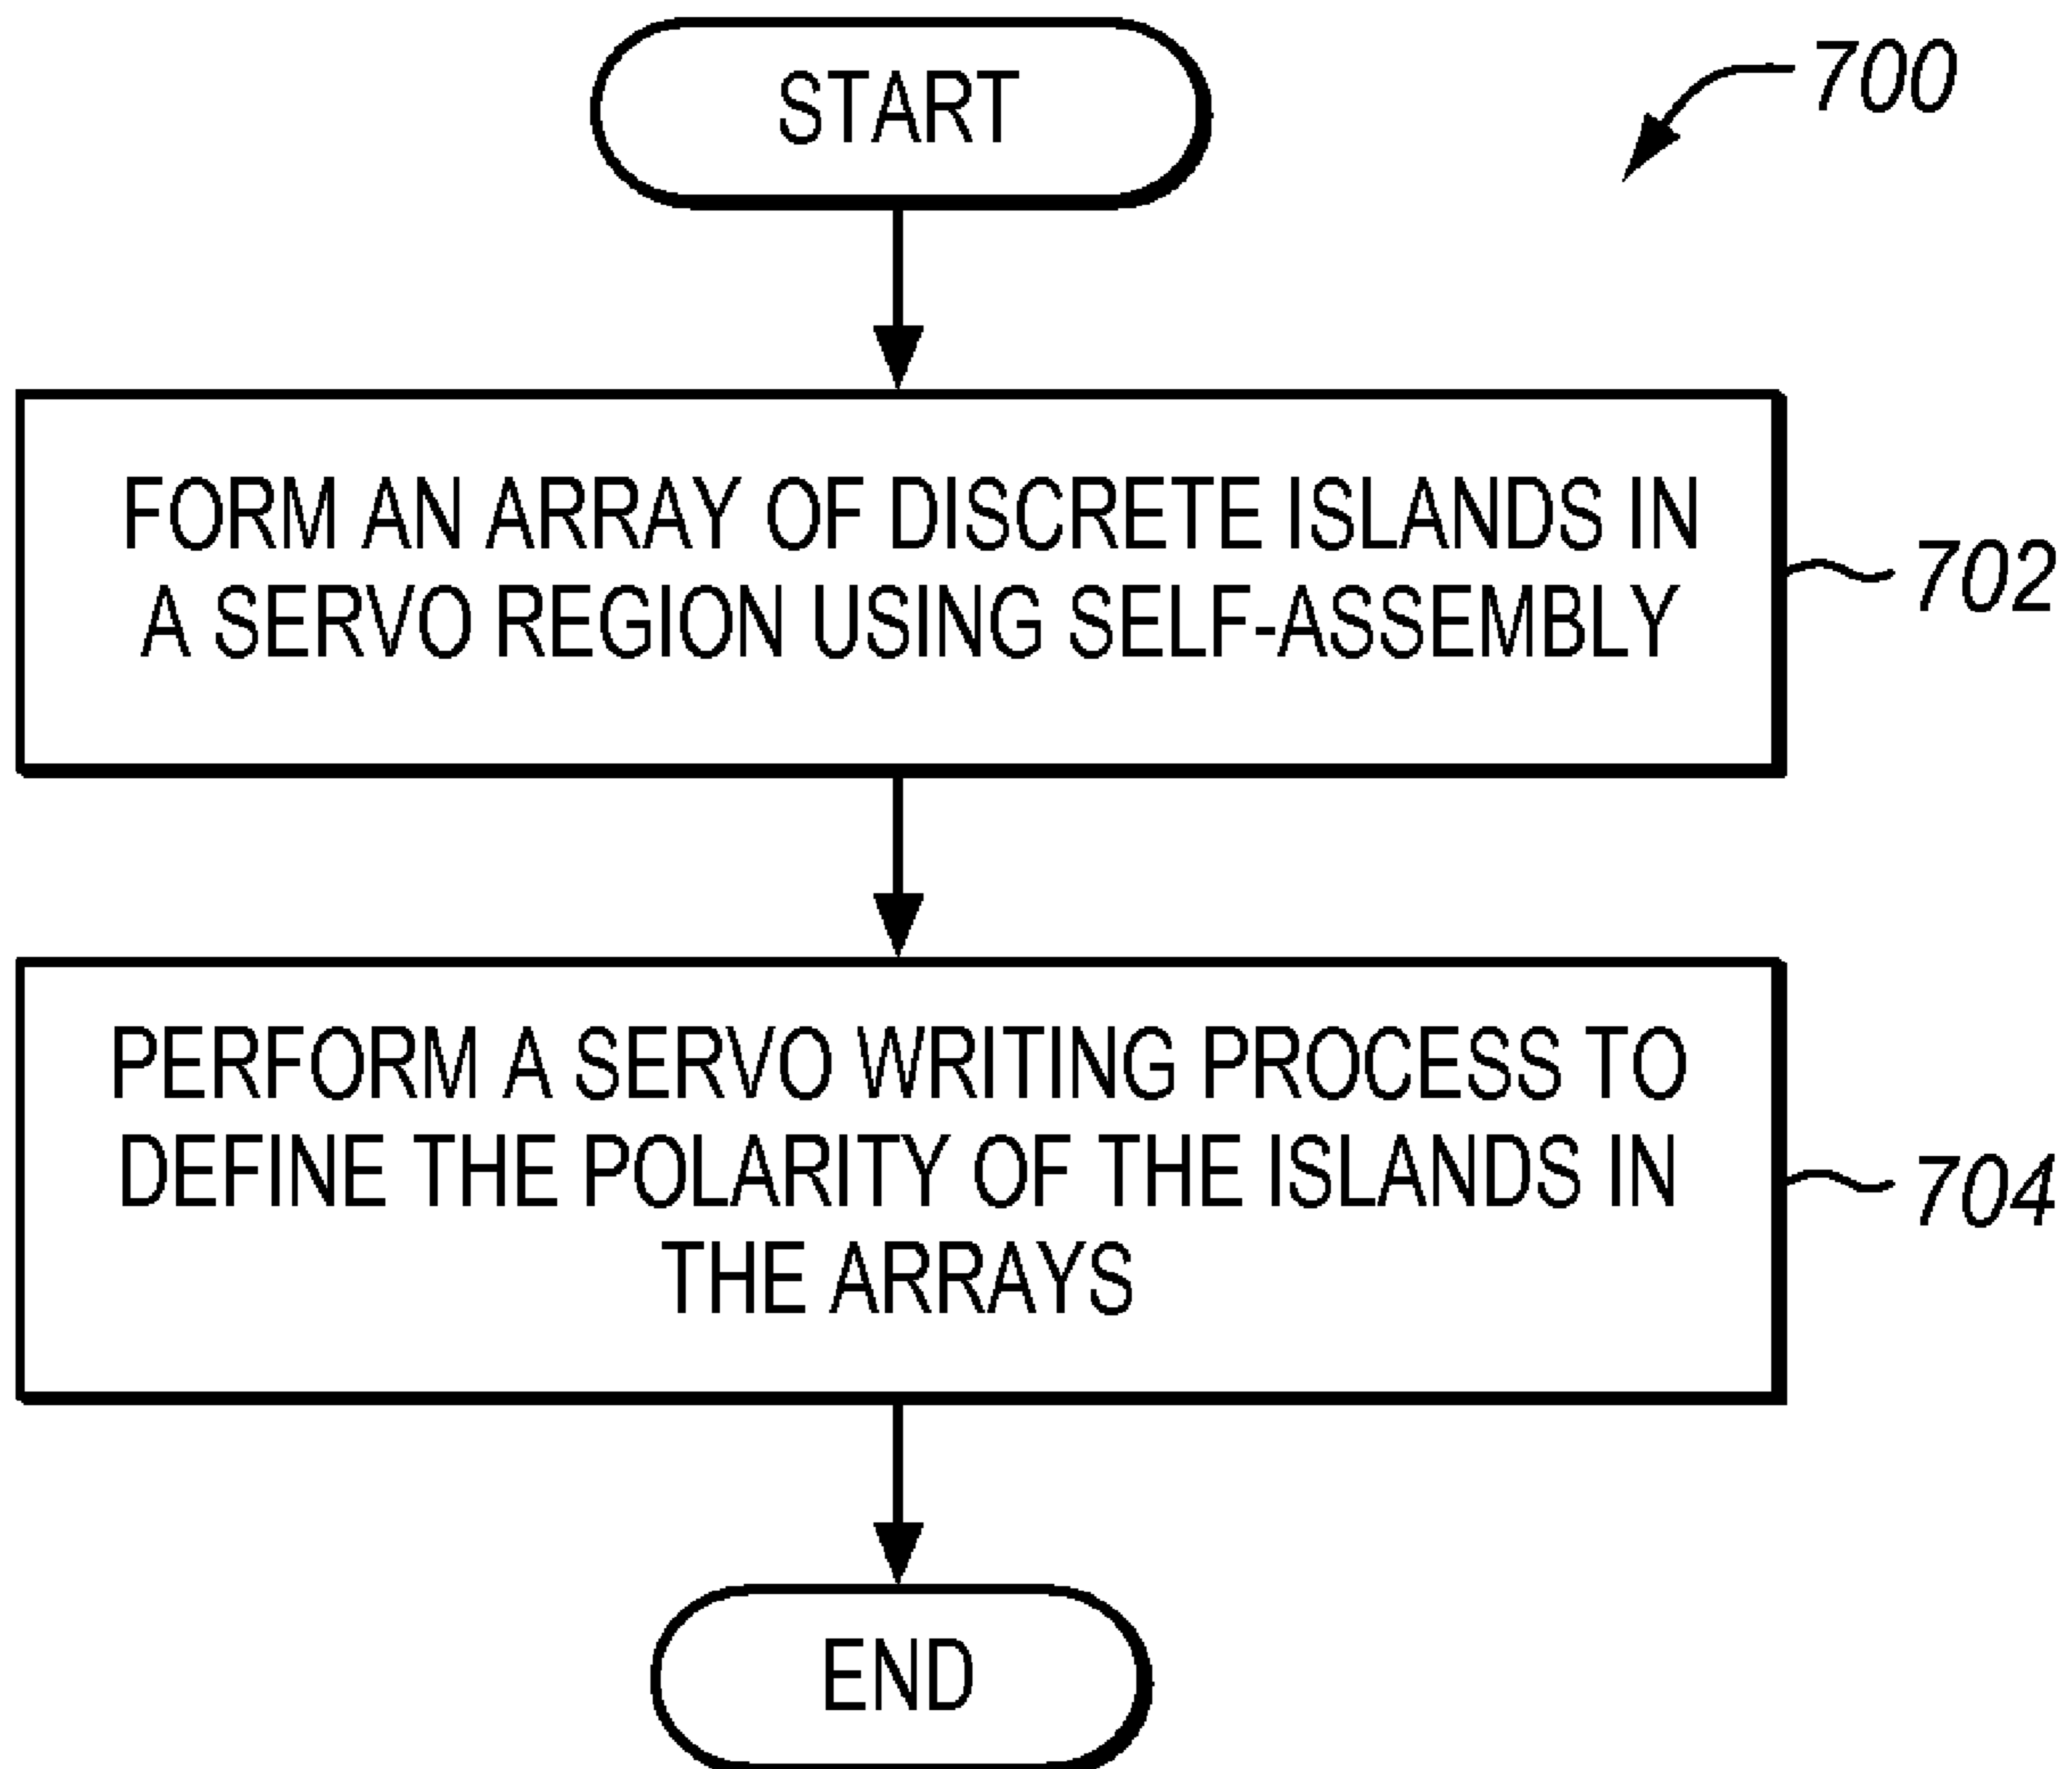 START
700
FORM AN ARRAY OF DISCRETE ISLANDS IN
A SERVO REGION USING SELF-ASSEMBLY
702
PERFORM A SERVO WRITING PROCESS TO
DEFINE THE POLARITY OF THE ISLANDS IN
THE ARRAYS
704
END